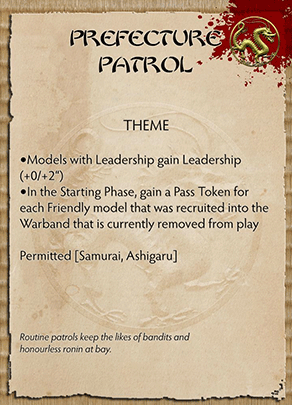 PREFECTURE
PATROL
THEME
•Models with Leadership gain Leadership
(+0/+2")
•In the Starting Phase, gain a Pass Token for
each Friendly model that was recruited into the
Warband that is currently removed from play
Permitted [Samurai, Ashigaru]
Routine patrols keep the likes of bandits and
honourless ronin at bay.